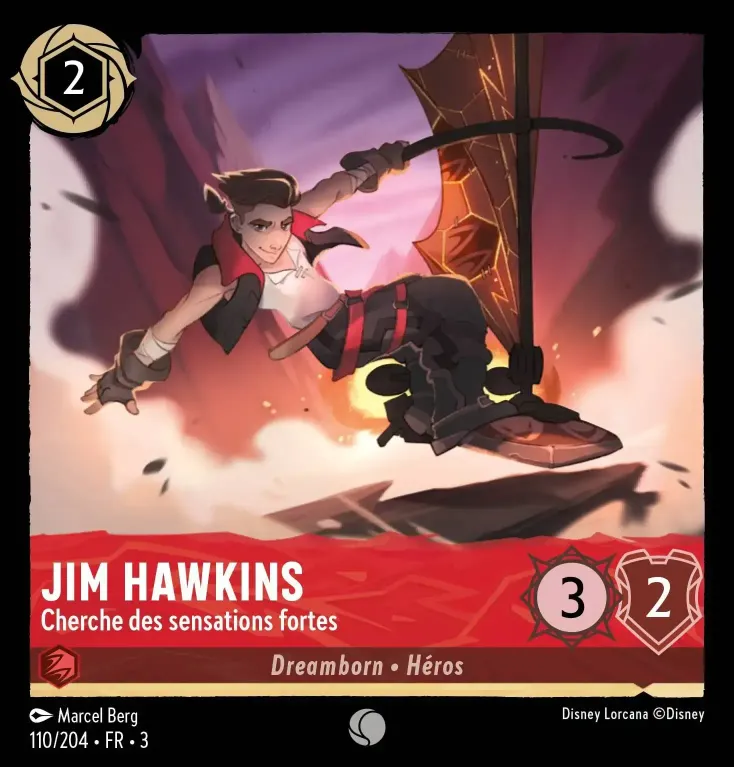 2
JIM HAWKINS
Cherche des sensations fortes
3
2
Dreamborn • Héros
Marcel Berg
Disney Lorcana ©Disney
110/204 • FR • 3